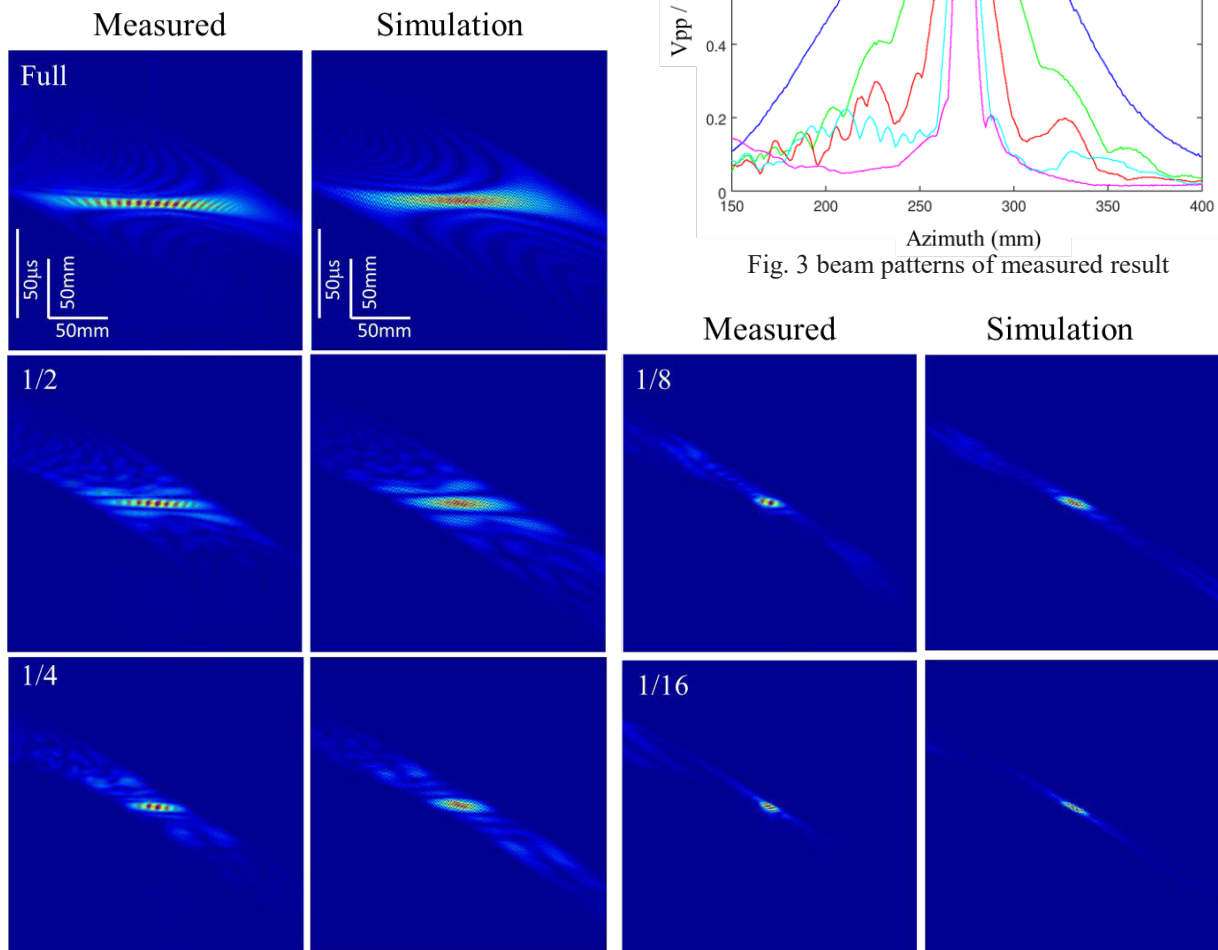 Measured Simulation
Full
50μs
50mm
50mm
50μs
50mm
50mm
1/2
1/4
Vpp /
0.4
0.2
0
150 200 250 300 350 400
Azimuth (mm)
Fig. 3 beam patterns of measured result
Measured Simulation
1/8
1/16